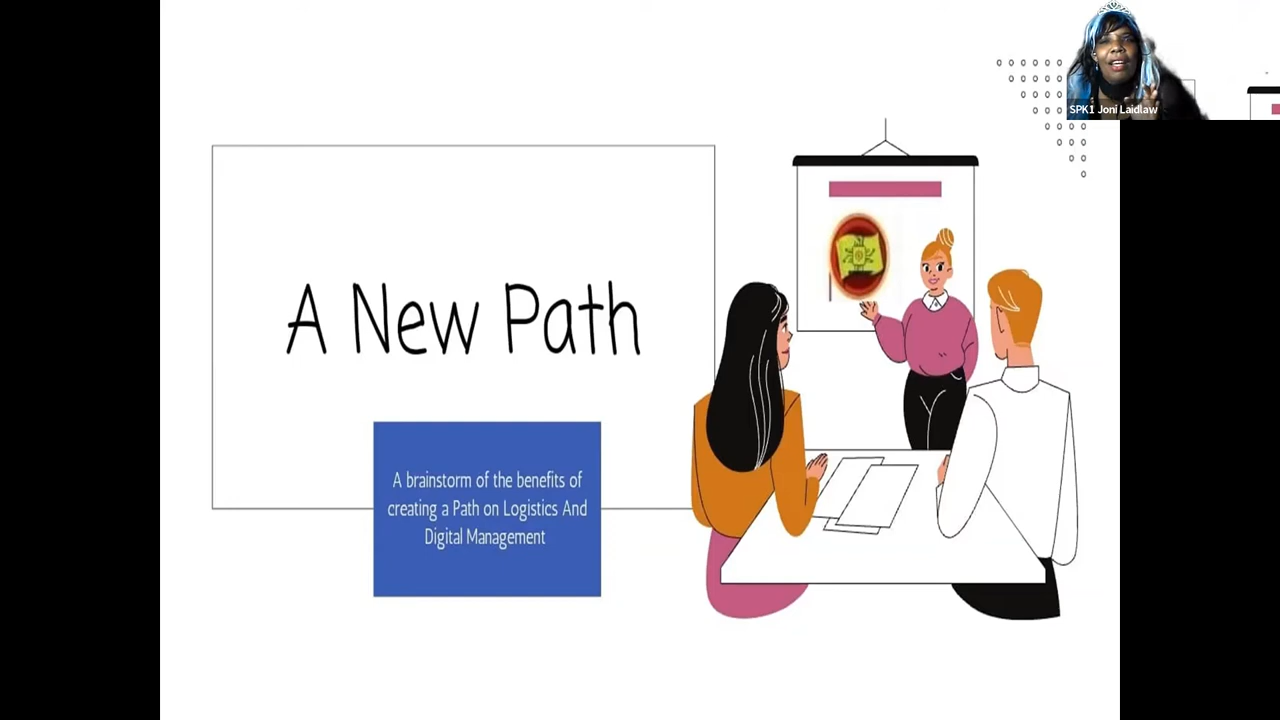 SPK1 Joni Laidlaw
A New Path
A brainstorm of the benefits of
creating a Path on Logistics And
Digital Management